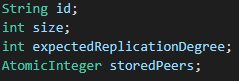 String id;
int size;
int expectedReplicationDegree;
AtomicInteger storedPeers;